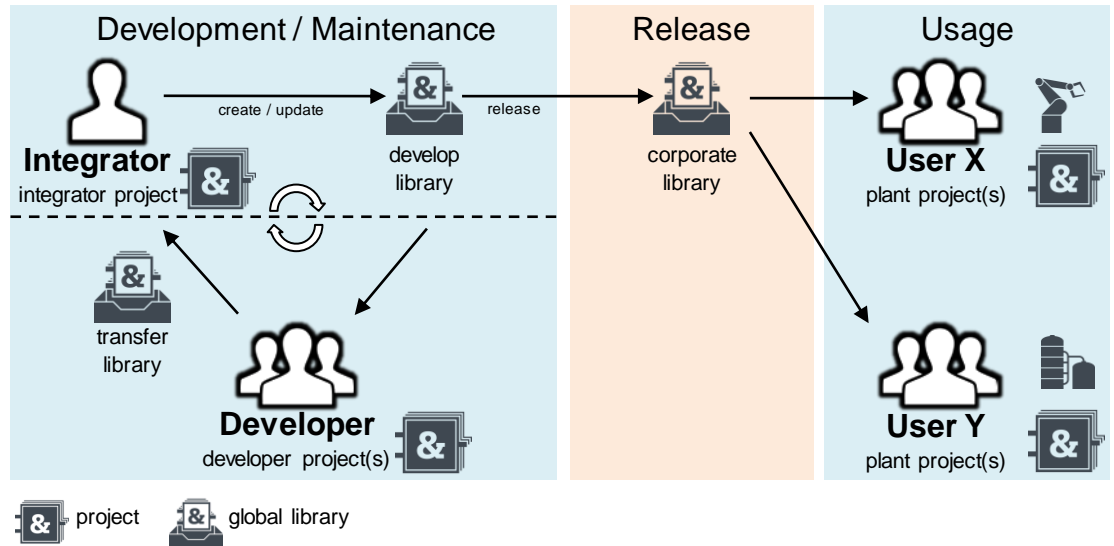 Development / Maintenance
Release
Usage
&
create / update
release
Integrator
integrator project
&
develop
library
&
corporate
library
User X
plant project(s)
&
&
transfer
library
Developer
developer project(s)
&
User Y
plant project(s)
&
& project
& global library